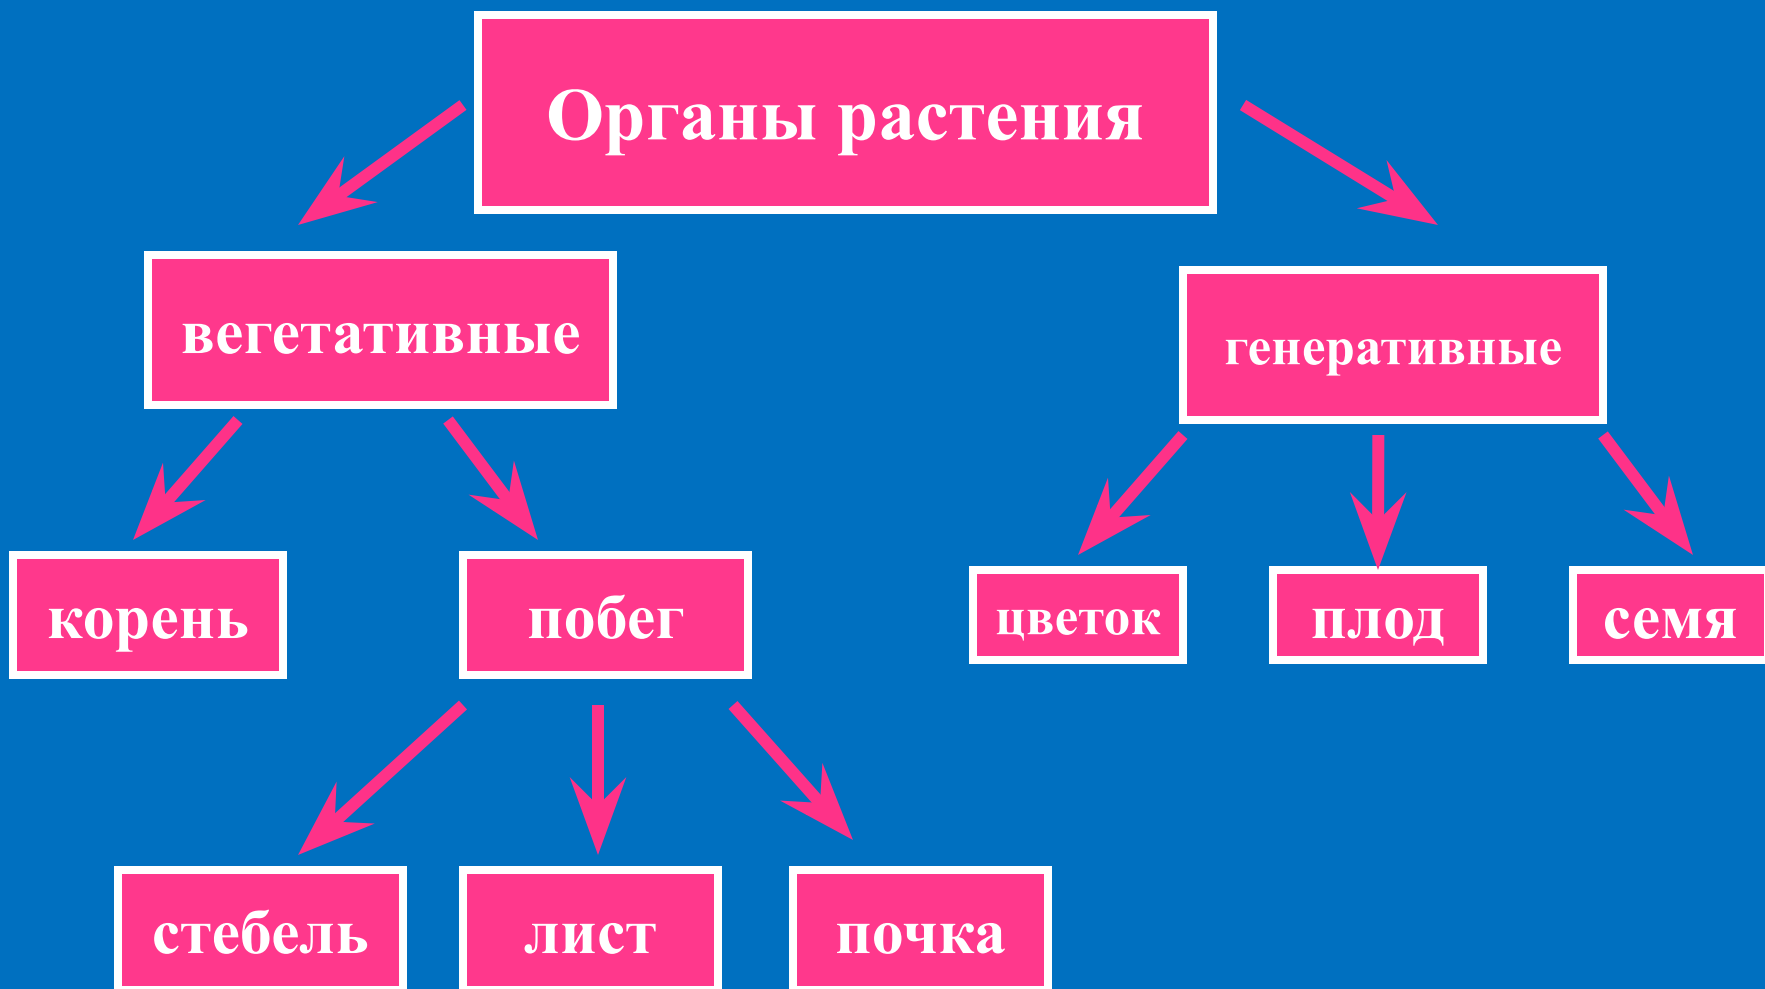 Органы растения
вегетативные
генеративные
корень
побег
цветок
плод
семя
стебель
лист
почка